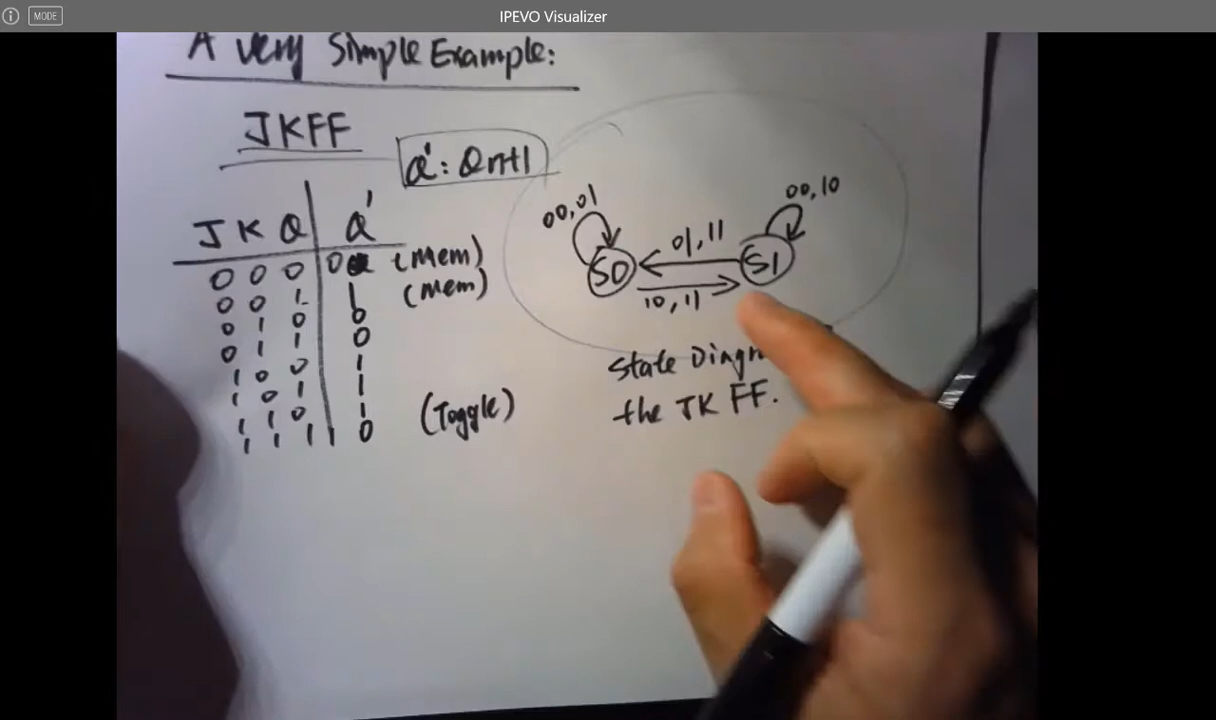 MODE
IPEVO Visualizer
A Very Simple Example:
JKFF
Q': Qn+1
J K Q Q'
0 0 0 0 (Mem)
0 0 1 1 (Mem)
0 1 0 0
0 1 1 0
1 0 0 1
1 0 1 1
1 1 0 1 (Toggle)
1 1 1 0
00,01
00,10
01,11
S0
S1
10,11
State
the JK FF.